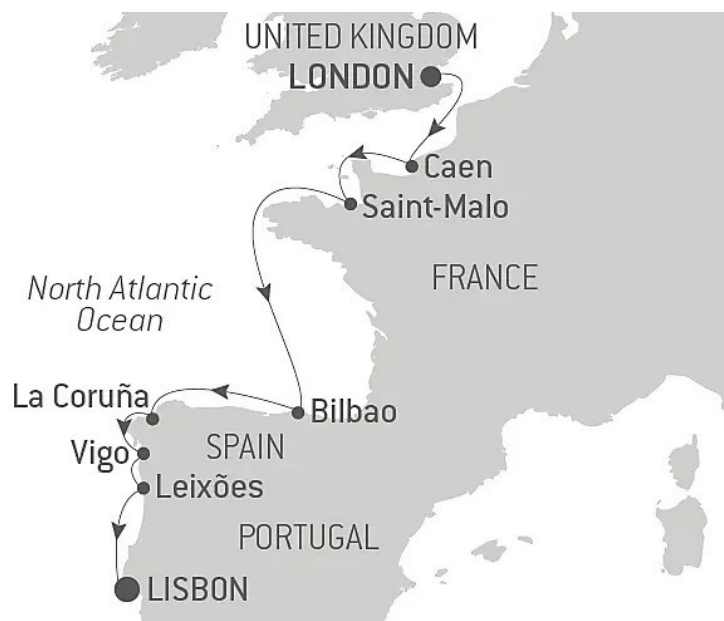 UNITED KINGDOM
LONDON
Caen
Saint-Malo
FRANCE
North Atlantic
Ocean
La Coruña
Bilbao
SPAIN
Vigo
Leixões
PORTUGAL
LISBON